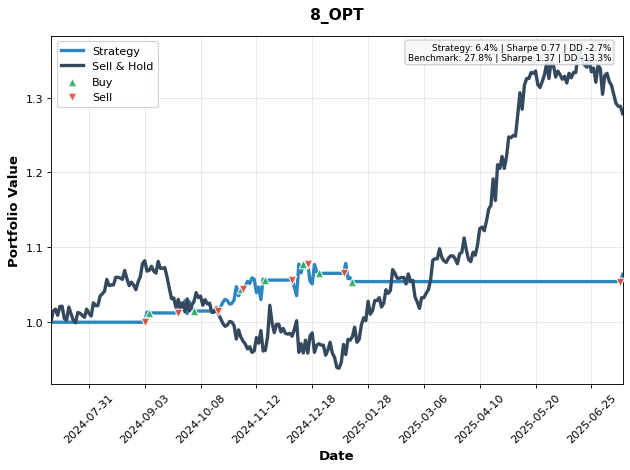 8_OPT
Strategy
Sell & Hold
Buy
Sell
Strategy: 6.4% | Sharpe 0.77 | DD -2.7%
Benchmark: 27.8% | Sharpe 1.37 | DD -13.3%
Portfolio Value
1.3
1.2
1.1
1.0
2024-07-31
2024-09-03
2024-10-08
2024-11-12
2024-12-18
2025-01-28
2025-03-06
2025-04-10
2025-05-20
2025-06-25
Date